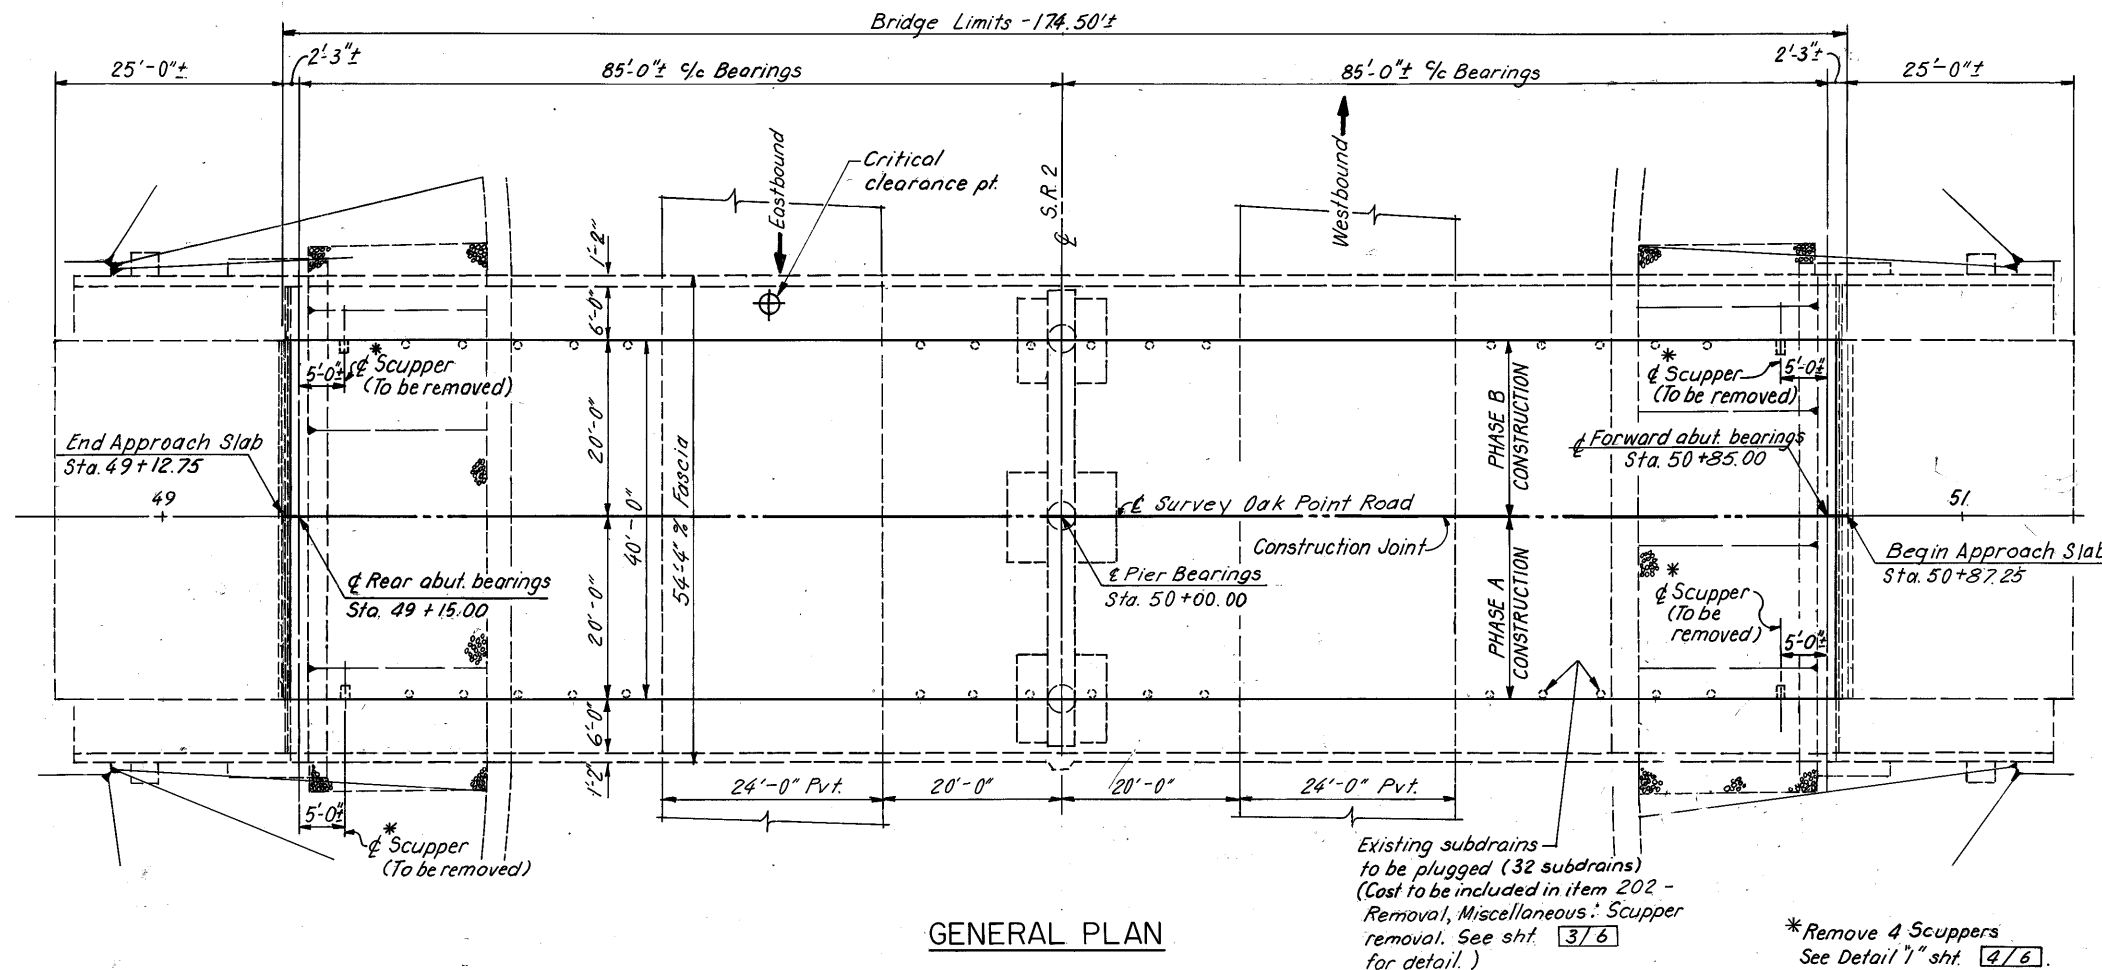 Bridge Limits - 174.50'±
25'-0"±
2'-3"±
85'-0"± c/c Bearings
85'-0"± c/c Bearings
2'-3"±
25'-0"±
Eastbound
Critical
clearance pt.
℄ S.R. 2
Westbound
1'-2"
6'-0"
20'-0"
40'-0"
54'-4" o/o Fascia
20'-0"
6'-0"
1'-2"
*
℄ Scupper
(To be removed)
5'-0"±
*
℄ Scupper
(To be removed)
5'-0"±
End Approach Slab
Sta. 49+12.75
49
PHASE B
CONSTRUCTION
℄ Forward abut. bearings
Sta. 50+85.00
51
℄ Survey Oak Point Road
Construction Joint
Begin Approach Slab
Sta. 50+87.25
℄ Rear abut. bearings
Sta. 49+15.00
℄ Pier Bearings
Sta. 50+00.00
PHASE A
CONSTRUCTION
*
℄ Scupper
(To be
removed)
5'-0"±
24'-0" Pvt.
20'-0"
20'-0"
24'-0" Pvt.
5'-0"±
*
℄ Scupper
(To be removed)
Existing subdrains
to be plugged (32 subdrains)
(Cost to be included in item 202 -
Removal, Miscellaneous: Scupper
removal. See sht. 3/6
for detail.)
GENERAL PLAN
*Remove 4 Scuppers
See Detail "1" sht. 4/6.